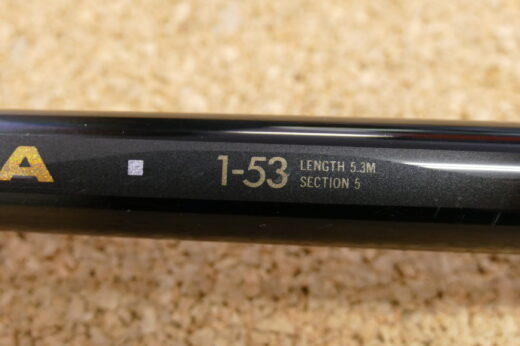 A 1-53 LENGTH 5.3M
SECTION 5